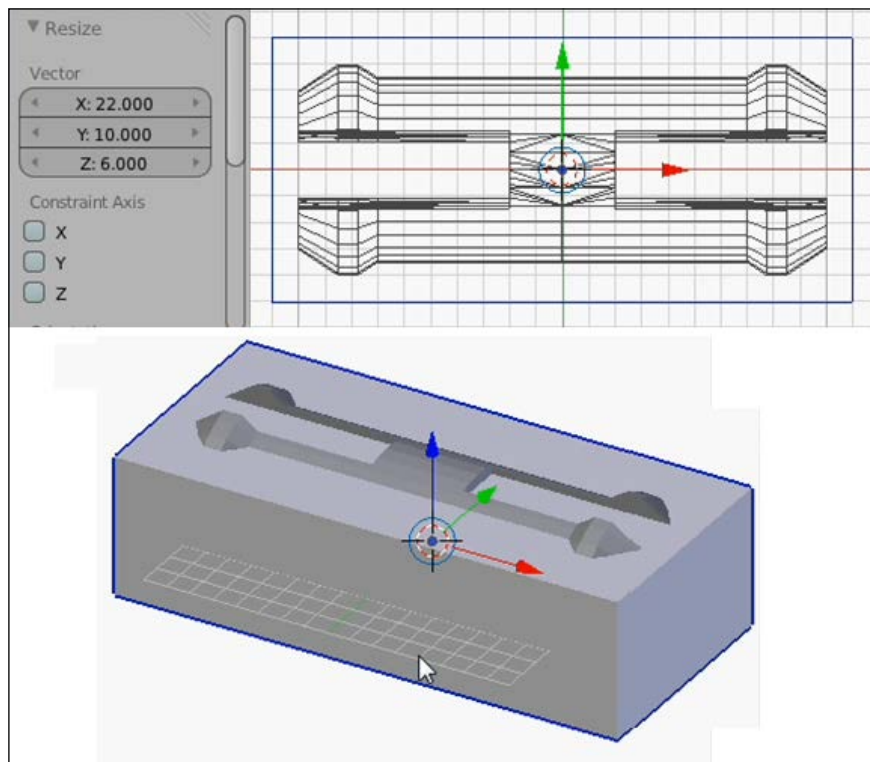 Resize
Vector
X: 22.000
Y: 10.000
Z: 6.000
Constraint Axis
X
Y
Z